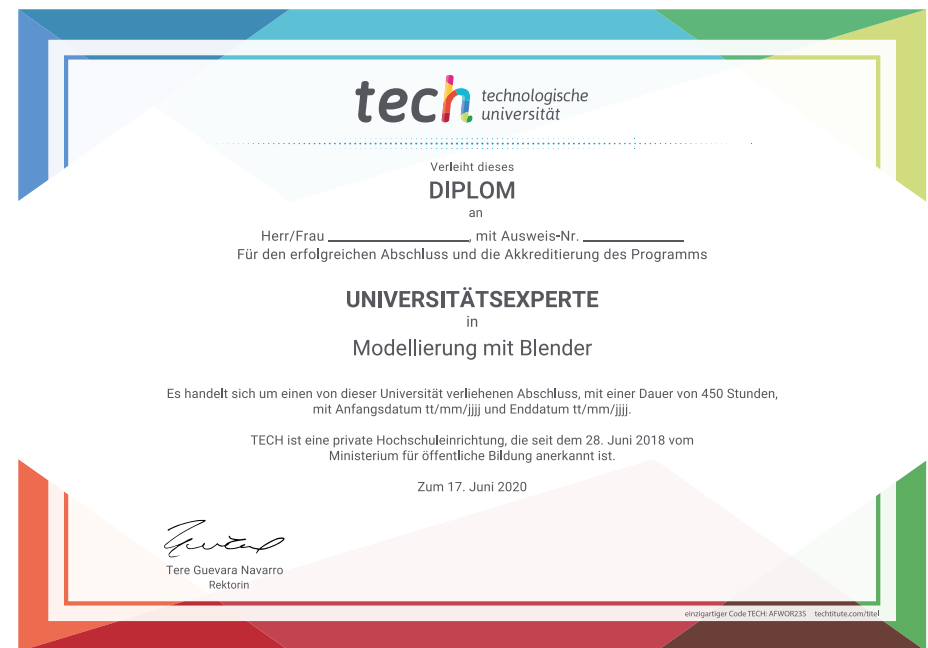 tech technologische
universität
Verleiht dieses
DIPLOM
an
Herr/Frau ________________, mit Ausweis-Nr. ____________
Für den erfolgreichen Abschluss und die Akkreditierung des Programms
UNIVERSITÄTSEXPERTE
in
Modellierung mit Blender
Es handelt sich um einen von dieser Universität verliehenen Abschluss, mit einer Dauer von 450 Stunden,
mit Anfangsdatum tt/mm/jjjj und Enddatum tt/mm/jjjj.
TECH ist eine private Hochschuleinrichtung, die seit dem 28. Juni 2018 vom
Ministerium für öffentliche Bildung anerkannt ist.
Zum 17. Juni 2020
Tere Guevara Navarro
Rektorin
einzigartiger Code TECH: AFWOR23S techtitute.com/titel